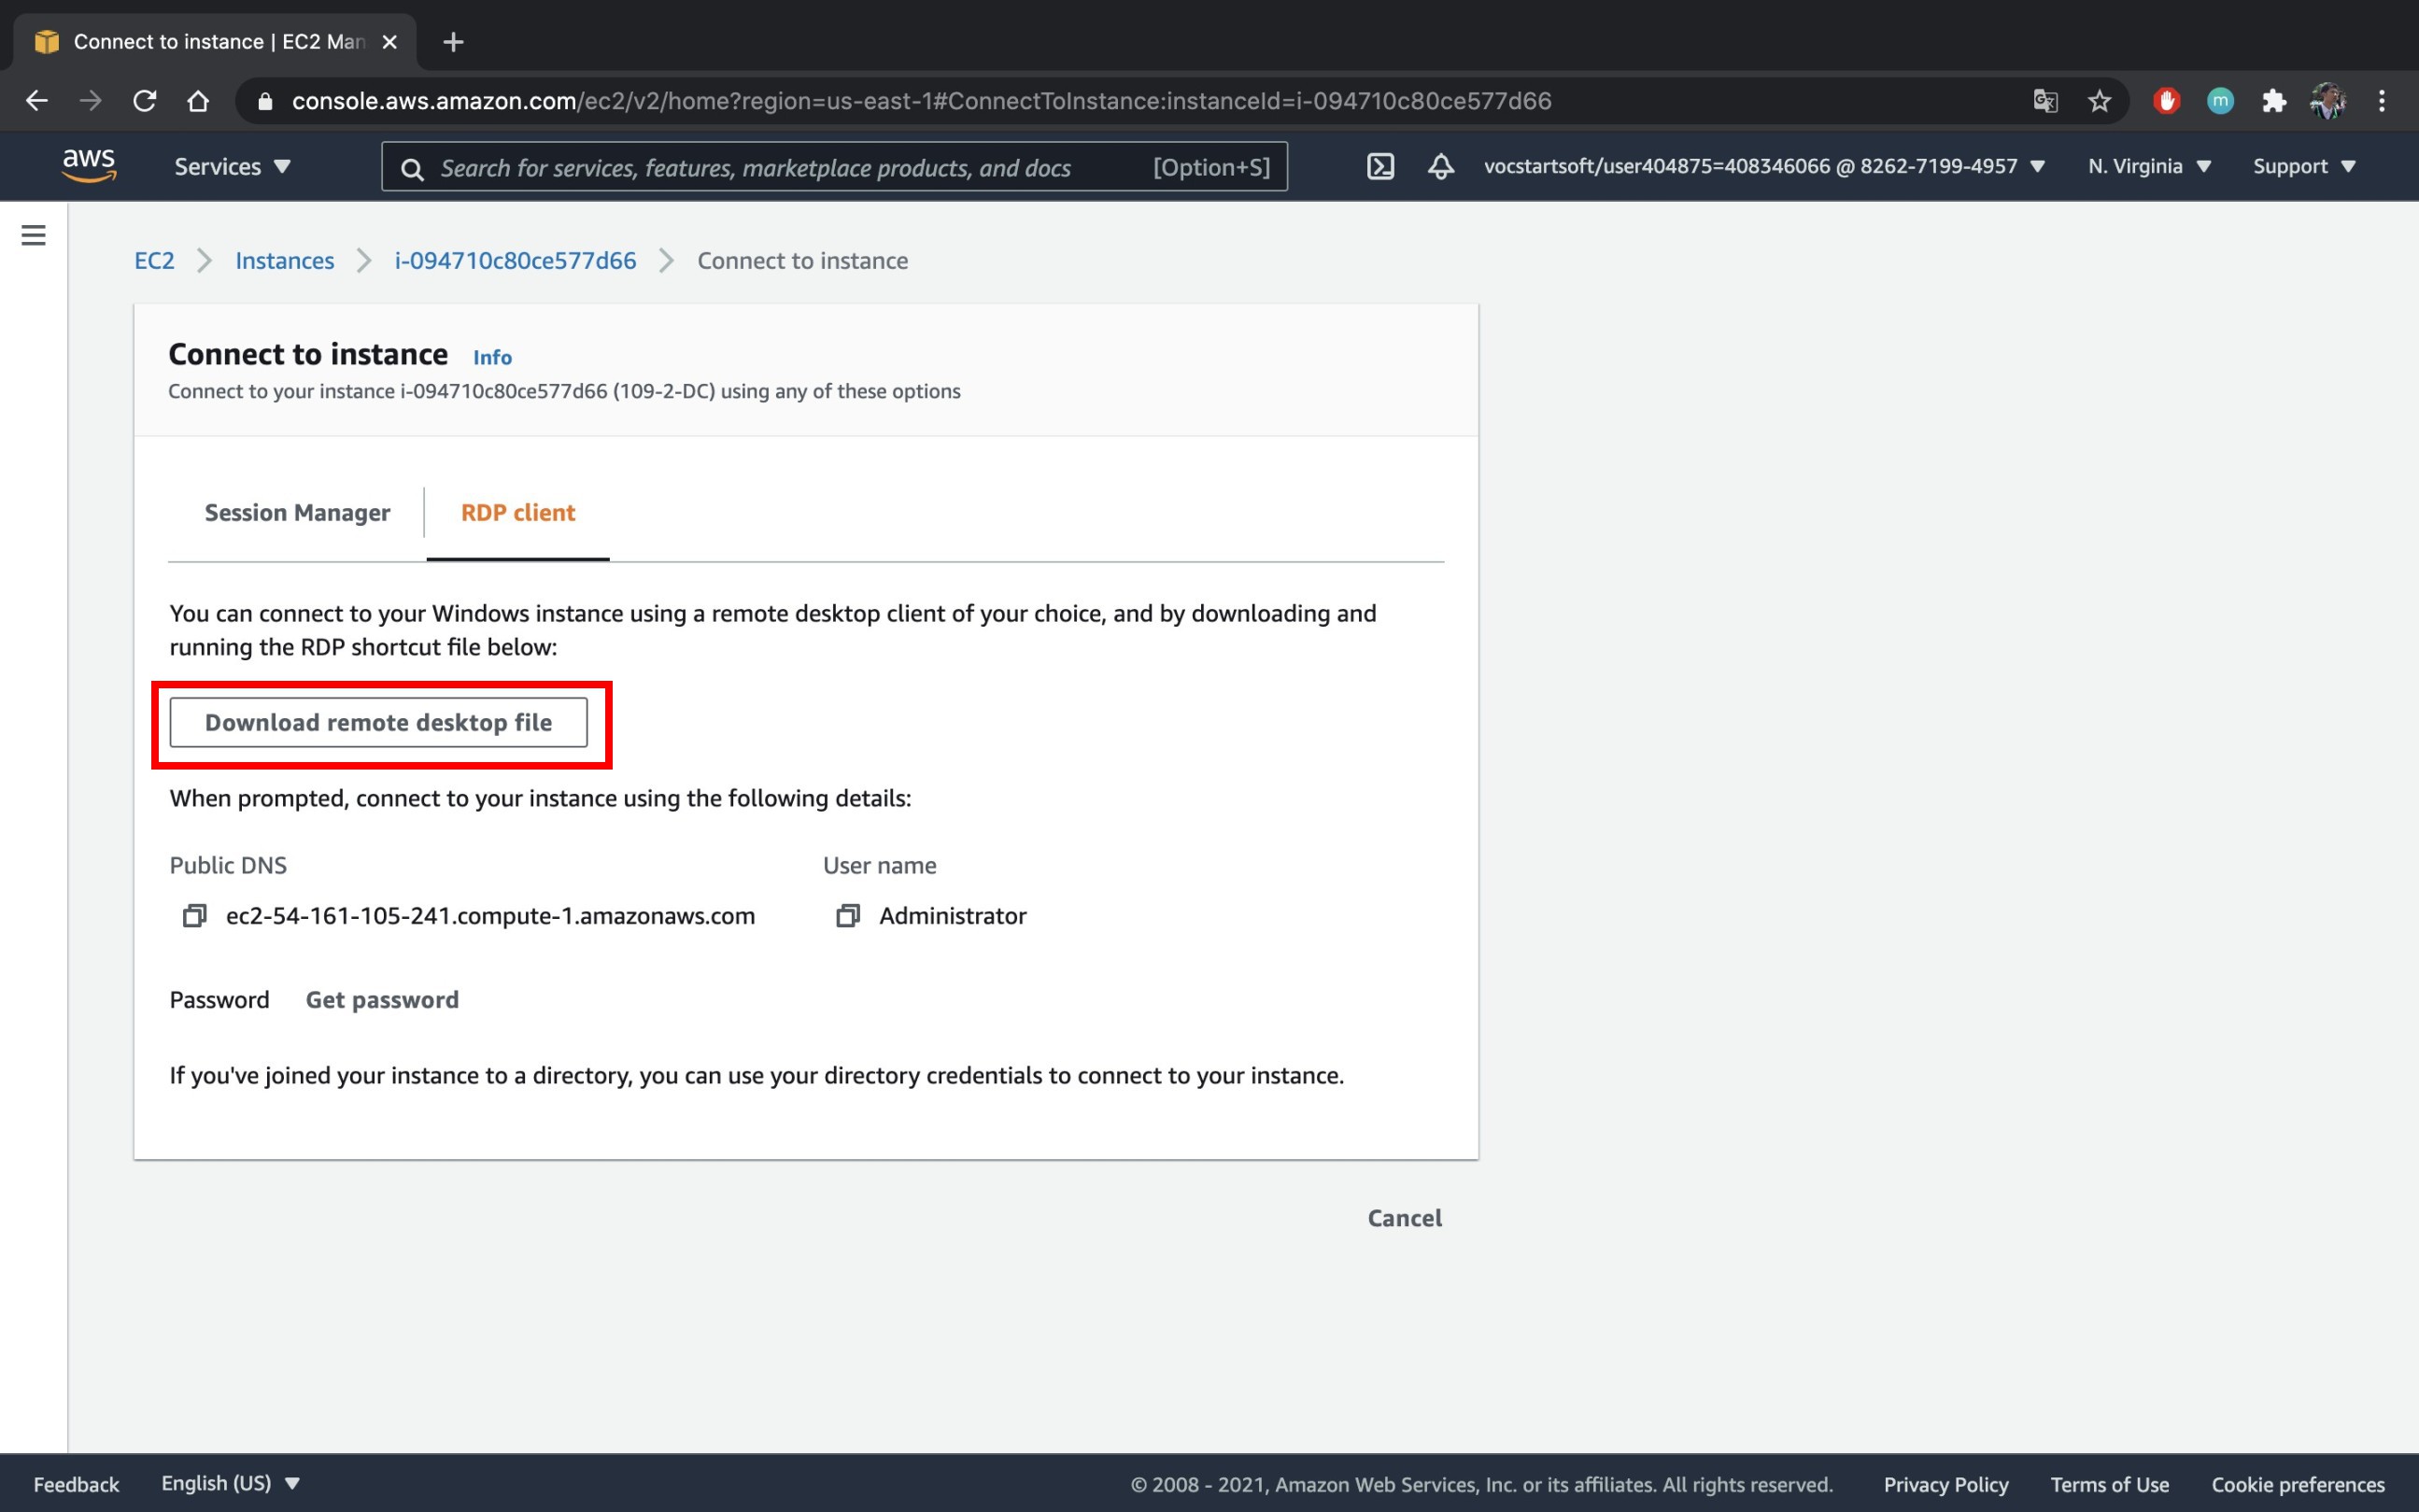 Connect to instance | EC2 Man
console.aws.amazon.com/ec2/v2/home?region=us-east-1#ConnectToInstance:instanceId=i-094710c80ce577d66
m
aws
Services
Search for services, features, marketplace products, and docs
[Option+S]
vocstartsoft/user404875=408346066 @ 8262-7199-4957
N. Virginia
Support
EC2
Instances
i-094710c80ce577d66
Connect to instance
Connect to instance Info
Connect to your instance i-094710c80ce577d66 (109-2-DC) using any of these options
Session Manager
RDP client
You can connect to your Windows instance using a remote desktop client of your choice, and by downloading and
running the RDP shortcut file below:
Download remote desktop file
When prompted, connect to your instance using the following details:
Public DNS
User name
ec2-54-161-105-241.compute-1.amazonaws.com
Administrator
Password Get password
If you've joined your instance to a directory, you can use your directory credentials to connect to your instance.
Cancel
Feedback
English (US)
© 2008 - 2021, Amazon Web Services, Inc. or its affiliates. All rights reserved.
Privacy Policy
Terms of Use
Cookie preferences